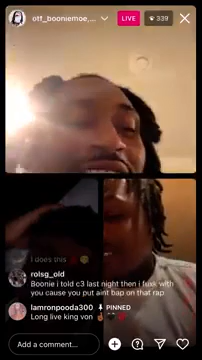 otf_booniemoe,...
LIVE
339
I does this
rolsg_old
Boonie i told c3 last night then i fuxk with
you cause you put aint bap on that rap
lamronpooda300 PINNED
Long live king von
Add a comment...